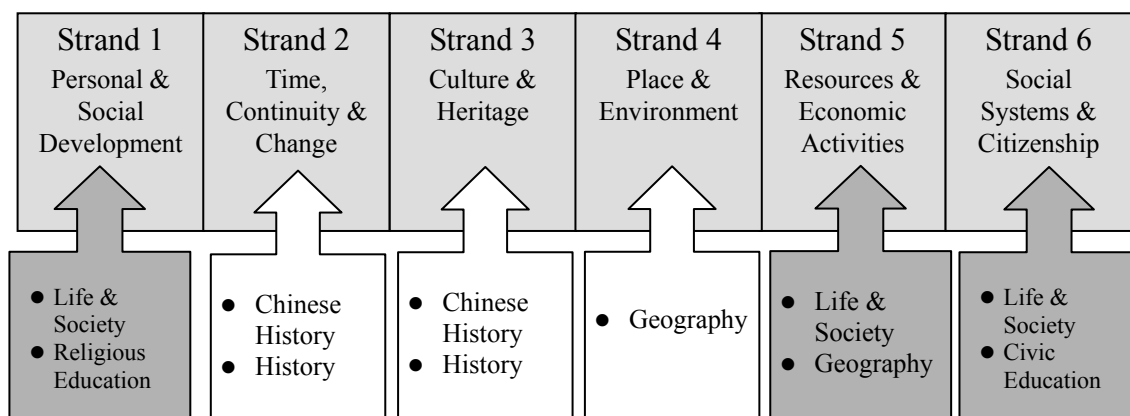 Strand 1
Personal &
Social
Development
Strand 2
Time,
Continuity &
Change
Strand 3
Culture &
Heritage
Strand 4
Place &
Environment
Strand 5
Resources &
Economic
Activities
Strand 6
Social
Systems &
Citizenship
● Life &
Society
● Religious
Education
● Chinese
History
● History
● Chinese
History
● History
● Geography
● Life &
Society
● Geography
● Life &
Society
● Civic
Education